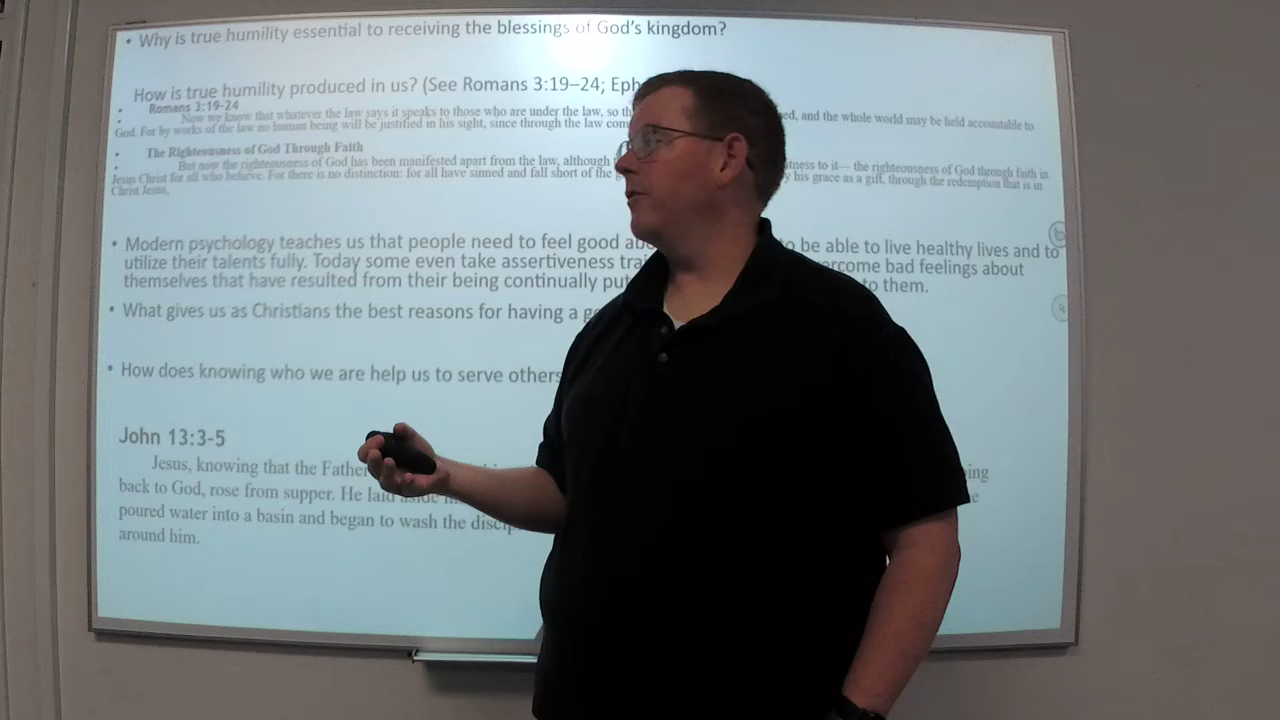 • Why is true humility essential to receiving the blessings of God's kingdom?
How is true humility produced in us? (See Romans 3:19–24; Eph
• Romans 3:19-24
• Now we know that whatever the law says it speaks to those who are under the law, so th ed, and the whole world may be held accountable to
God. For by works of the law no human being will be justified in his sight, since through the law com
• The Righteousness of God Through Faith
• But now the righteousness of God has been manifested apart from the law, although itness to it— the righteousness of God through faith in
Jesus Christ for all who believe. For there is no distinction: for all have sinned and fall short of the g y his grace as a gift, through the redemption that is in
Christ Jesus,
• Modern psychology teaches us that people need to feel good abo o be able to live healthy lives and to
utilize their talents fully. Today some even take assertiveness trai ercome bad feelings about
themselves that have resulted from their being continually put to them.
• What gives us as Christians the best reasons for having a g
• How does knowing who we are help us to serve others
John 13:3-5
Jesus, knowing that the Father ing
back to God, rose from supper. He laid aside e
poured water into a basin and began to wash the discip
around him.